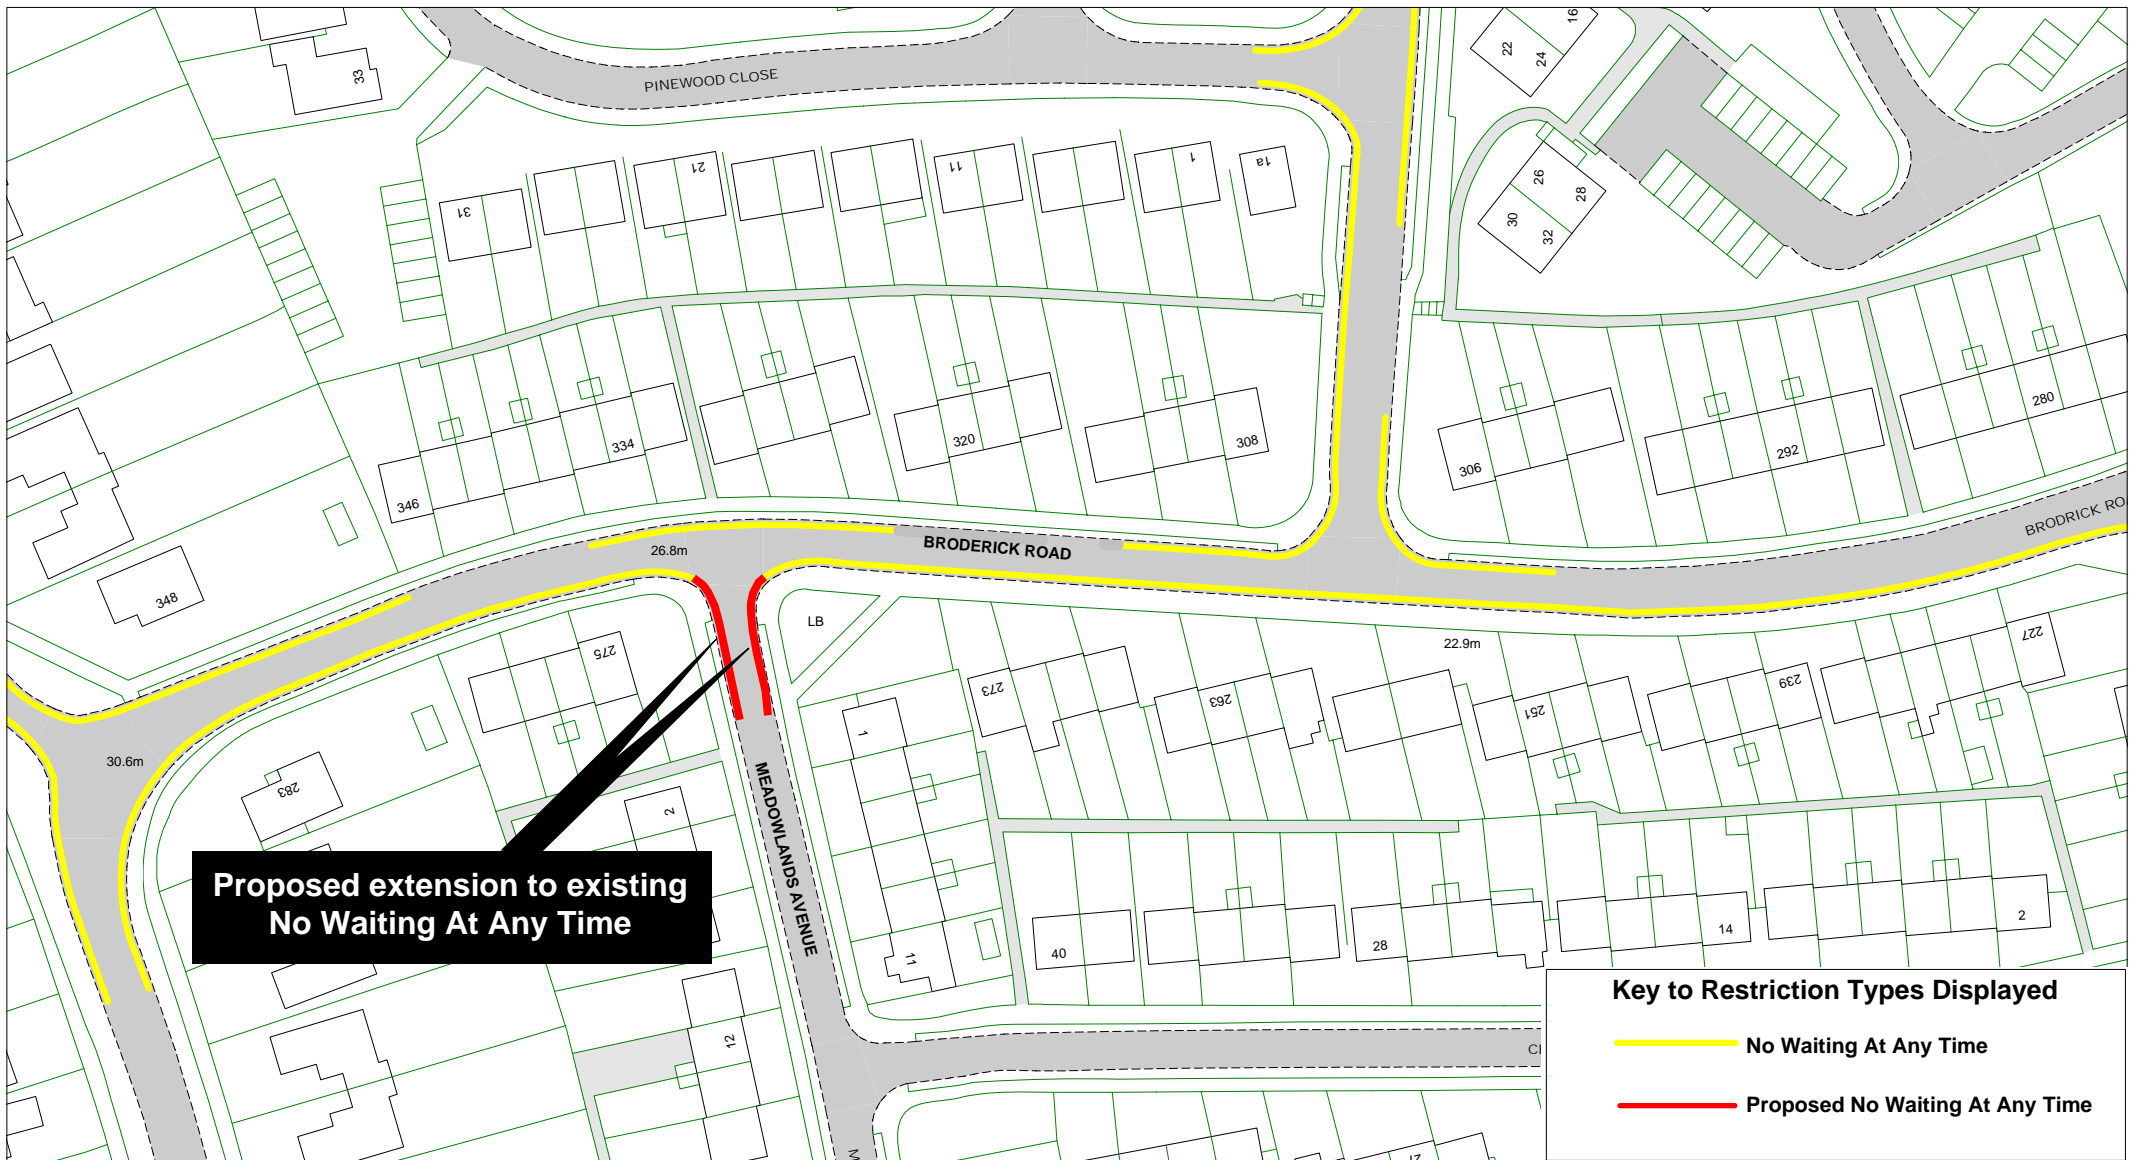 33
PINEWOOD CLOSE
16
22
24
31
21
11
1
1a
26
28
30
32
346
334
320
308
306
292
280
BRODERICK ROAD
BRODRICK RO
26.8m
348
LB
275
273
263
22.9m
251
239
227
30.6m
283
2
1
MEADOWLANDS AVENUE
Proposed extension to existing
No Waiting At Any Time
11
40
28
14
2
12
Key to Restriction Types Displayed
No Waiting At Any Time
Proposed No Waiting At Any Time
M